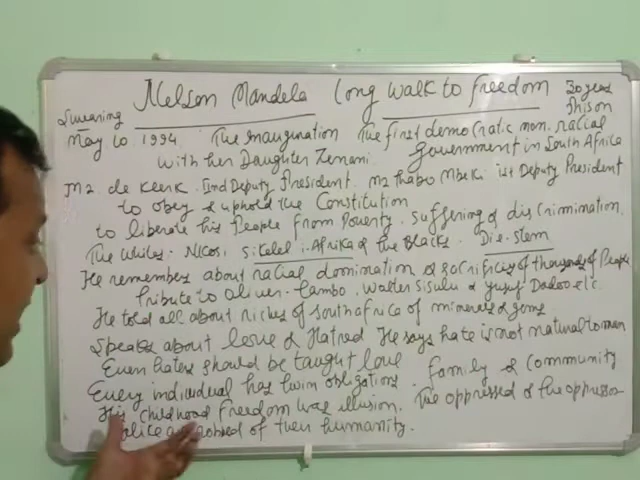 Nelson Mandela Long walk to freedom 30 years
Swearing Prison
May 10 1994 The Inaugination The first democratic non. racial
with her Daughter Zenani government in South Africa
Mr. de Klerk. IInd Deputy President. Mr Thabo Mbeki 1st Deputy President
to obey & uphold the Constitution
to liberate his People from Poverty. Suffering & discrimination.
The Whites. Nkosi Sikelel i. Afrika of the Blacks. Die. Stem
He remembers about racial domination & sacrifices of thousands of People
Tribute to Oliver. Tambo. Walter Sisulu & Yusuf Dadoo etc.
He told all about riches of South Africa of minerals & gems
Speaks about love & Hatred He says hate is not natural to men
Even haters should be taught love
Every individual has twin obligations. Family & Community
His childhood freedom was illusion. The oppressed & the oppressor
alike are robbed of their humanity.